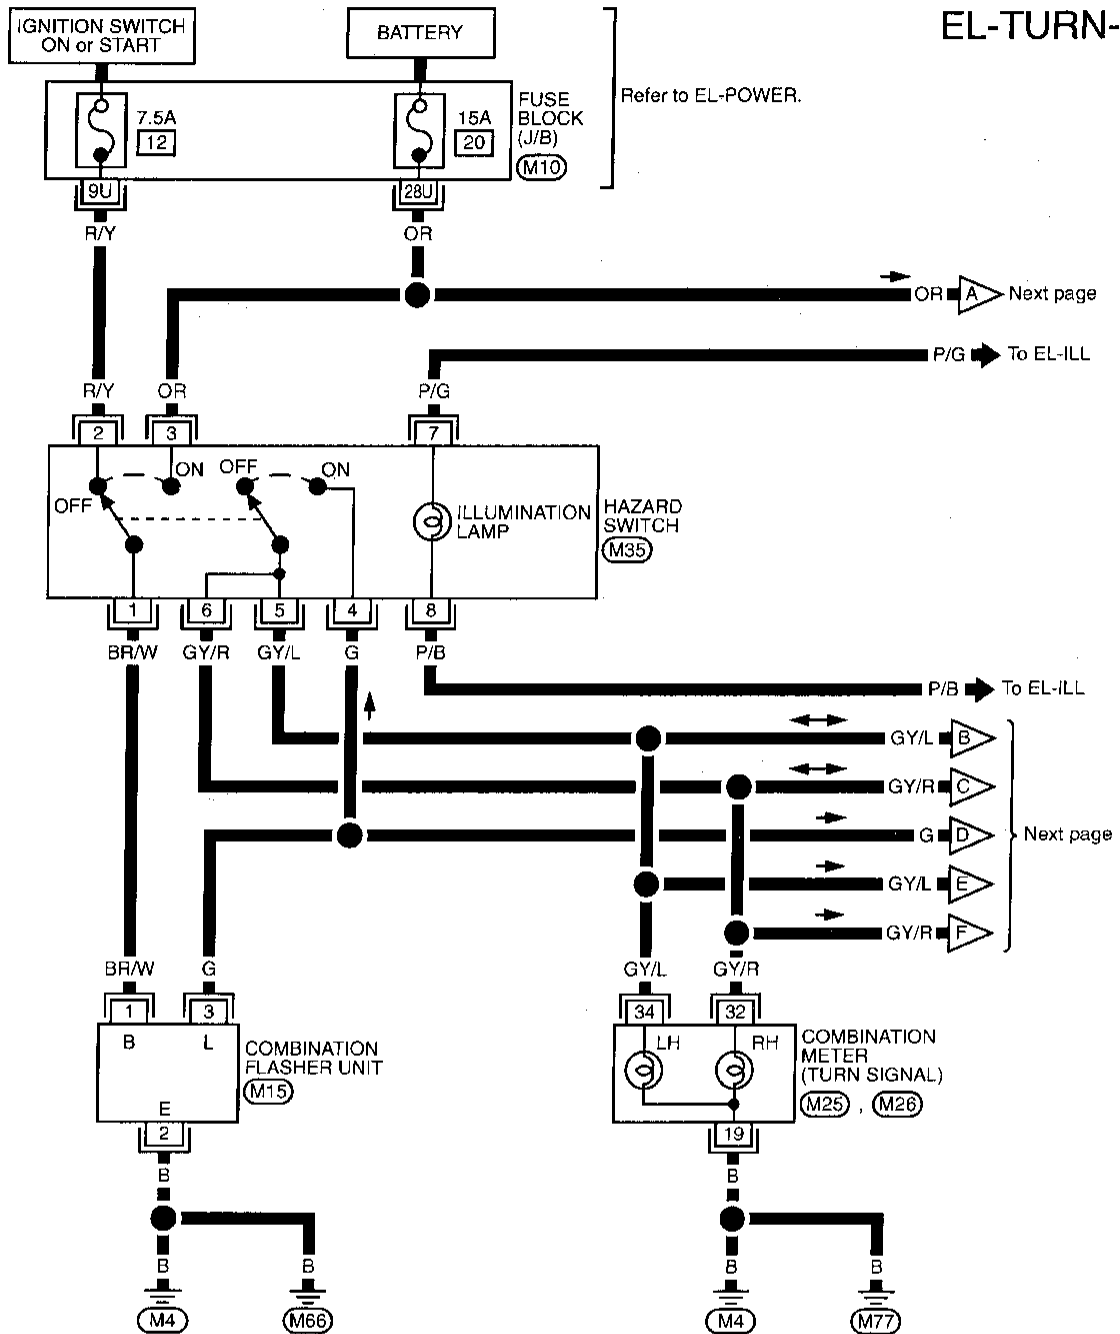 EL-TURN-
IGNITION SWITCH
ON or START
BATTERY
Refer to EL-POWER.
7.5A
12
15A
20
FUSE
BLOCK
(J/B)
M10
9U
28U
R/Y
OR
OR A Next page
P/G To EL-ILL
R/Y OR P/G
2 3 7
OFF ON OFF ON
ILLUMINATION
LAMP
HAZARD
SWITCH
M35
1 6 5 4 8
BR/W GY/R GY/L G P/B
P/B To EL-ILL
GY/L B
GY/R C
G D
Next page
GY/L E
GY/R F
BR/W G GY/L GY/R
1 3 34 32
B L
COMBINATION
FLASHER UNIT
M15
E
2
LH RH
COMBINATION
METER
(TURN SIGNAL)
M25 , M26
19
B B
B B B B
M4 M66 M4 M77